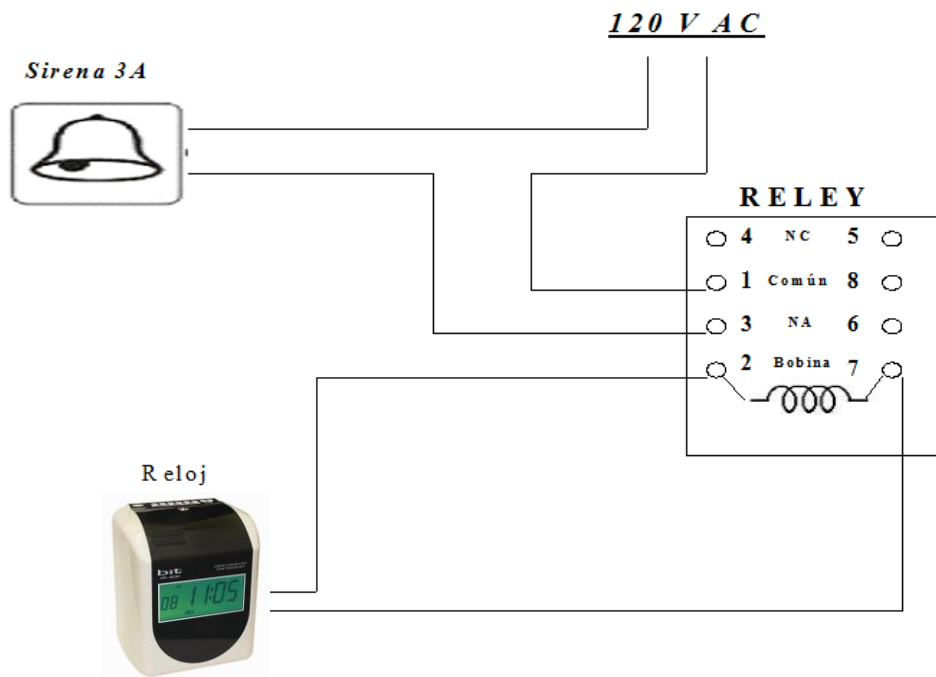 120 V AC
Sirena 3A
RELEY
4 NC 5
1 Común 8
3 NA 6
2 Bobina 7
Reloj
bit
08 11:05